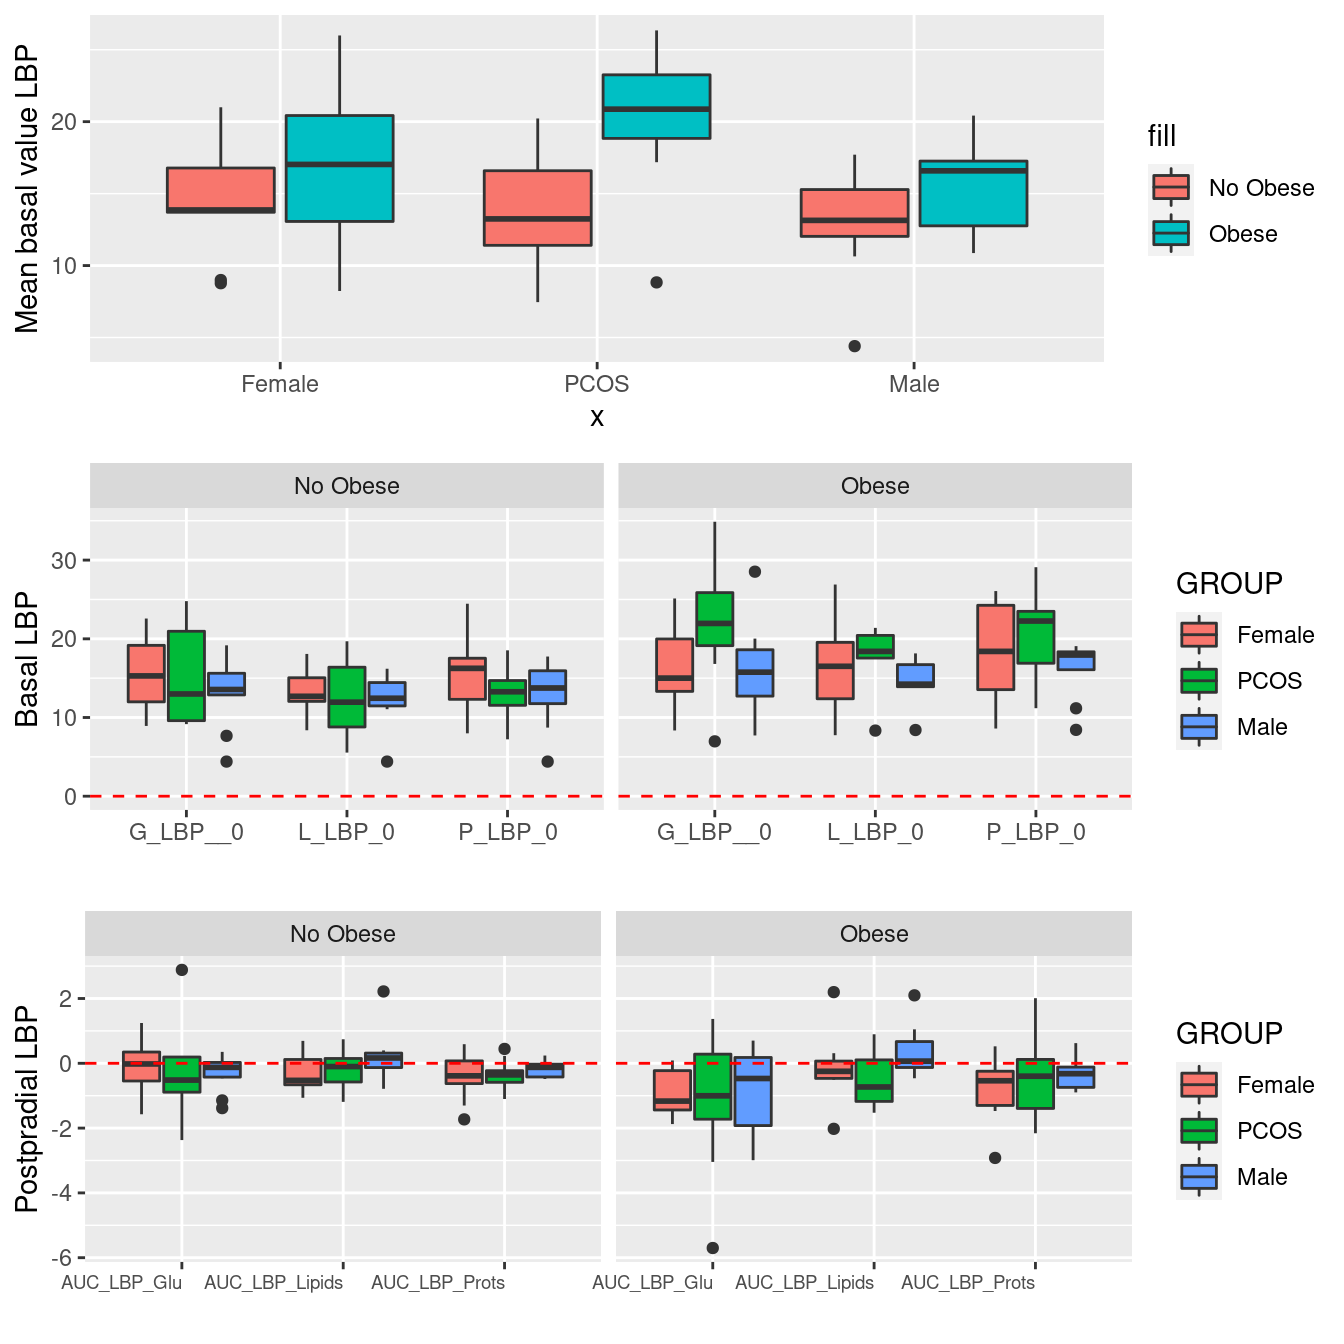 Mean basal value LBP
20
10
Female PCOS Male
x
fill
No Obese
Obese
No Obese Obese
Basal LBP
30
20
10
0
G_LBP__0 L_LBP_0 P_LBP_0 G_LBP__0 L_LBP_0 P_LBP_0
GROUP
Female
PCOS
Male
No Obese Obese
Postpradial LBP
2
0
-2
-4
-6
AUC_LBP_Glu AUC_LBP_Lipids AUC_LBP_Prots AUC_LBP_Glu AUC_LBP_Lipids AUC_LBP_Prots
GROUP
Female
PCOS
Male